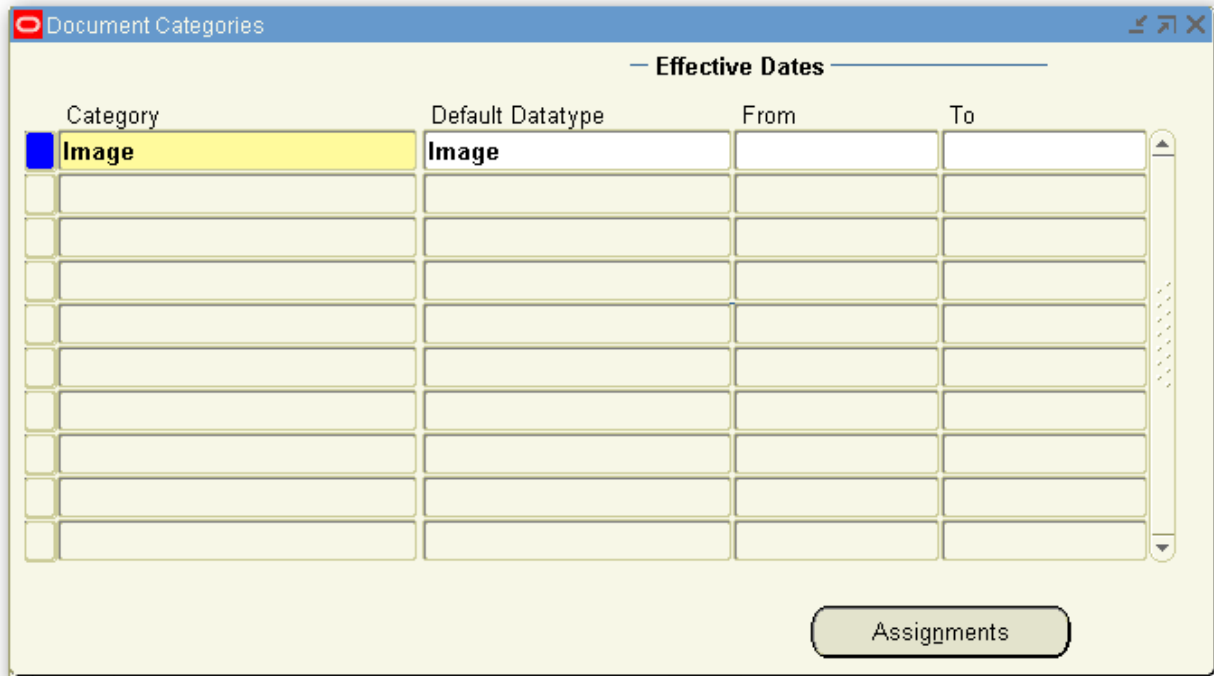 Document Categories
Effective Dates
Category Default Datatype From To
Image Image
Assignments